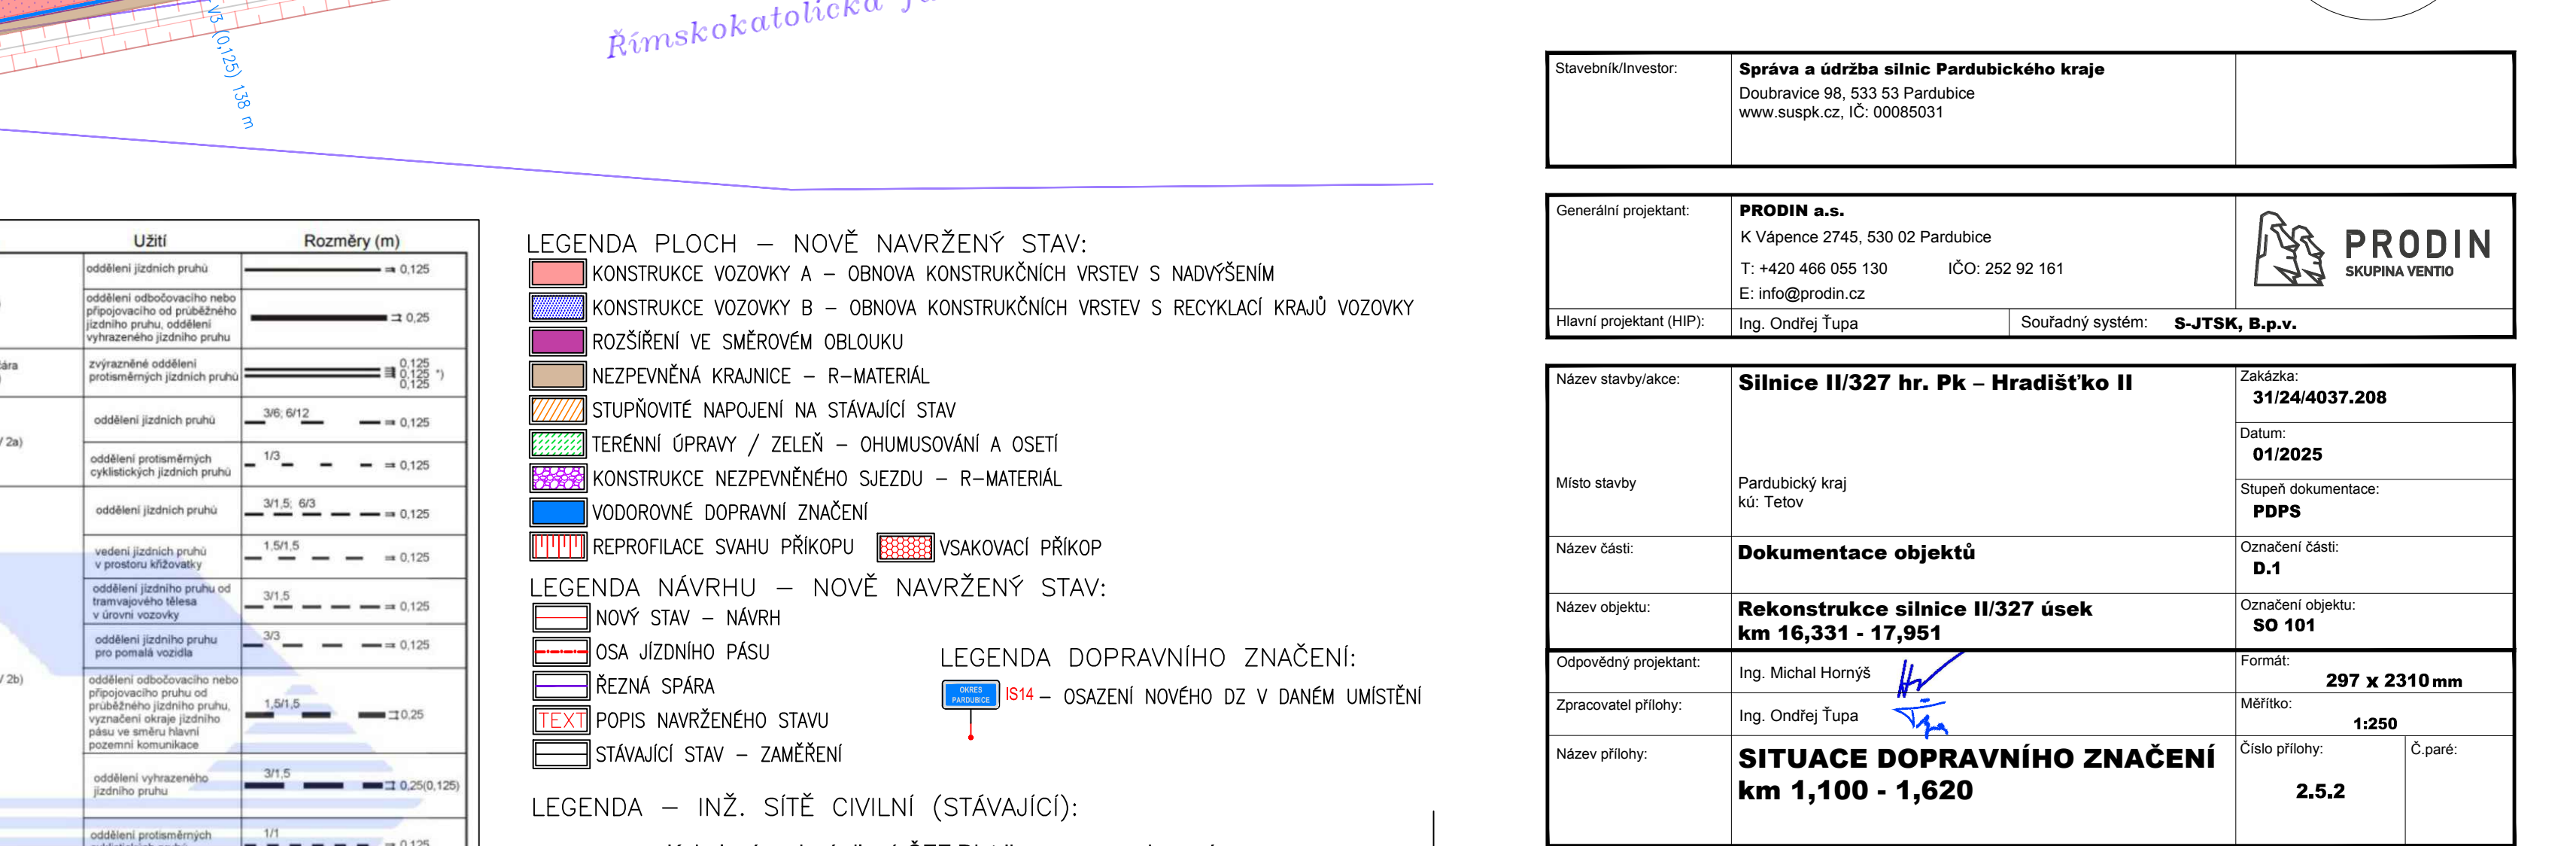 V3 (0,125) 138 m
Římskokatolická
Užití
Rozměry (m)
oddělení jízdních pruhů
0,125
oddělení odbočovacího nebo
připojovacího od průběžného
jízdního pruhu, oddělení
vyhrazeného jízdního pruhu
0,25
zvýrazněné oddělení
protisměrných jízdních pruhů
0,125
0,125 *)
0,125
oddělení jízdních pruhů
3/6; 6/12
0,125
2a)
oddělení protisměrných
cyklistických jízdních pruhů
1/3
0,125
oddělení jízdních pruhů
3/1,5; 6/3
0,125
vedení jízdních pruhů
v prostoru křižovatky
1,5/1,5
0,125
oddělení jízdního pruhu od
tramvajového tělesa
v úrovni vozovky
3/1,5
0,125
oddělení jízdního pruhu
pro pomalá vozidla
3/3
0,125
2b)
oddělení odbočovacího nebo
připojovacího pruhu od
průběžného jízdního pruhu,
vyznačení okraje jízdního
pásu ve směru hlavní
pozemní komunikace
1,5/1,5
0,25
oddělení vyhrazeného
jízdního pruhu
3/1,5
0,25(0,125)
oddělení protisměrných
1/1
LEGENDA PLOCH – NOVĚ NAVRŽENÝ STAV:
KONSTRUKCE VOZOVKY A – OBNOVA KONSTRUKČNÍCH VRSTEV S NADVÝŠENÍM
KONSTRUKCE VOZOVKY B – OBNOVA KONSTRUKČNÍCH VRSTEV S RECYKLACÍ KRAJŮ VOZOVKY
ROZŠÍŘENÍ VE SMĚROVÉM OBLOUKU
NEZPEVNĚNÁ KRAJNICE – R–MATERIÁL
STUPŇOVITÉ NAPOJENÍ NA STÁVAJÍCÍ STAV
TERÉNNÍ ÚPRAVY / ZELEŇ – OHUMUSOVÁNÍ A OSETÍ
KONSTRUKCE NEZPEVNĚNÉHO SJEZDU – R–MATERIÁL
VODOROVNÉ DOPRAVNÍ ZNAČENÍ
REPROFILACE SVAHU PŘÍKOPU
VSAKOVACÍ PŘÍKOP
LEGENDA NÁVRHU – NOVĚ NAVRŽENÝ STAV:
NOVÝ STAV – NÁVRH
OSA JÍZDNÍHO PÁSU
ŘEZNÁ SPÁRA
TEXT POPIS NAVRŽENÉHO STAVU
STÁVAJÍCÍ STAV – ZAMĚŘENÍ
LEGENDA DOPRAVNÍHO ZNAČENÍ:
OKRES
PARDUBICE
IS14 – OSAZENÍ NOVÉHO DZ V DANÉM UMÍSTĚNÍ
LEGENDA – INŽ. SÍTĚ CIVILNÍ (STÁVAJÍCÍ):
Stavebník/Investor:
Správa a údržba silnic Pardubického kraje
Doubravice 98, 533 53 Pardubice
www.suspk.cz, IČ: 00085031
Generální projektant:
PRODIN a.s.
K Vápence 2745, 530 02 Pardubice
T: +420 466 055 130 IČO: 252 92 161
E: info@prodin.cz
PRODIN
SKUPINA VENTIO
Hlavní projektant (HIP):
Ing. Ondřej Ťupa
Souřadný systém: S-JTSK, B.p.v.
Název stavby/akce:
Silnice II/327 hr. Pk – Hradišťko II
Zakázka:
31/24/4037.208
Datum:
01/2025
Místo stavby
Pardubický kraj
kú: Tetov
Stupeň dokumentace:
PDPS
Název části:
Dokumentace objektů
Označení části:
D.1
Název objektu:
Rekonstrukce silnice II/327 úsek
km 16,331 - 17,951
Označení objektu:
SO 101
Odpovědný projektant:
Ing. Michal Hornýš
Formát:
297 x 2310 mm
Zpracovatel přílohy:
Ing. Ondřej Ťupa
Měřítko:
1:250
Název přílohy:
SITUACE DOPRAVNÍHO ZNAČENÍ
km 1,100 - 1,620
Číslo přílohy:
2.5.2
Č.paré: